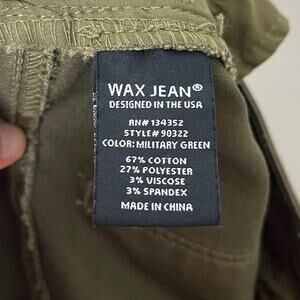 WAX JEAN®
DESIGNED IN THE USA
RN# 134352
STYLE# 90322
COLOR: MILITARY GREEN
67% COTTON
27% POLYESTER
3% VISCOSE
3% SPANDEX
MADE IN CHINA